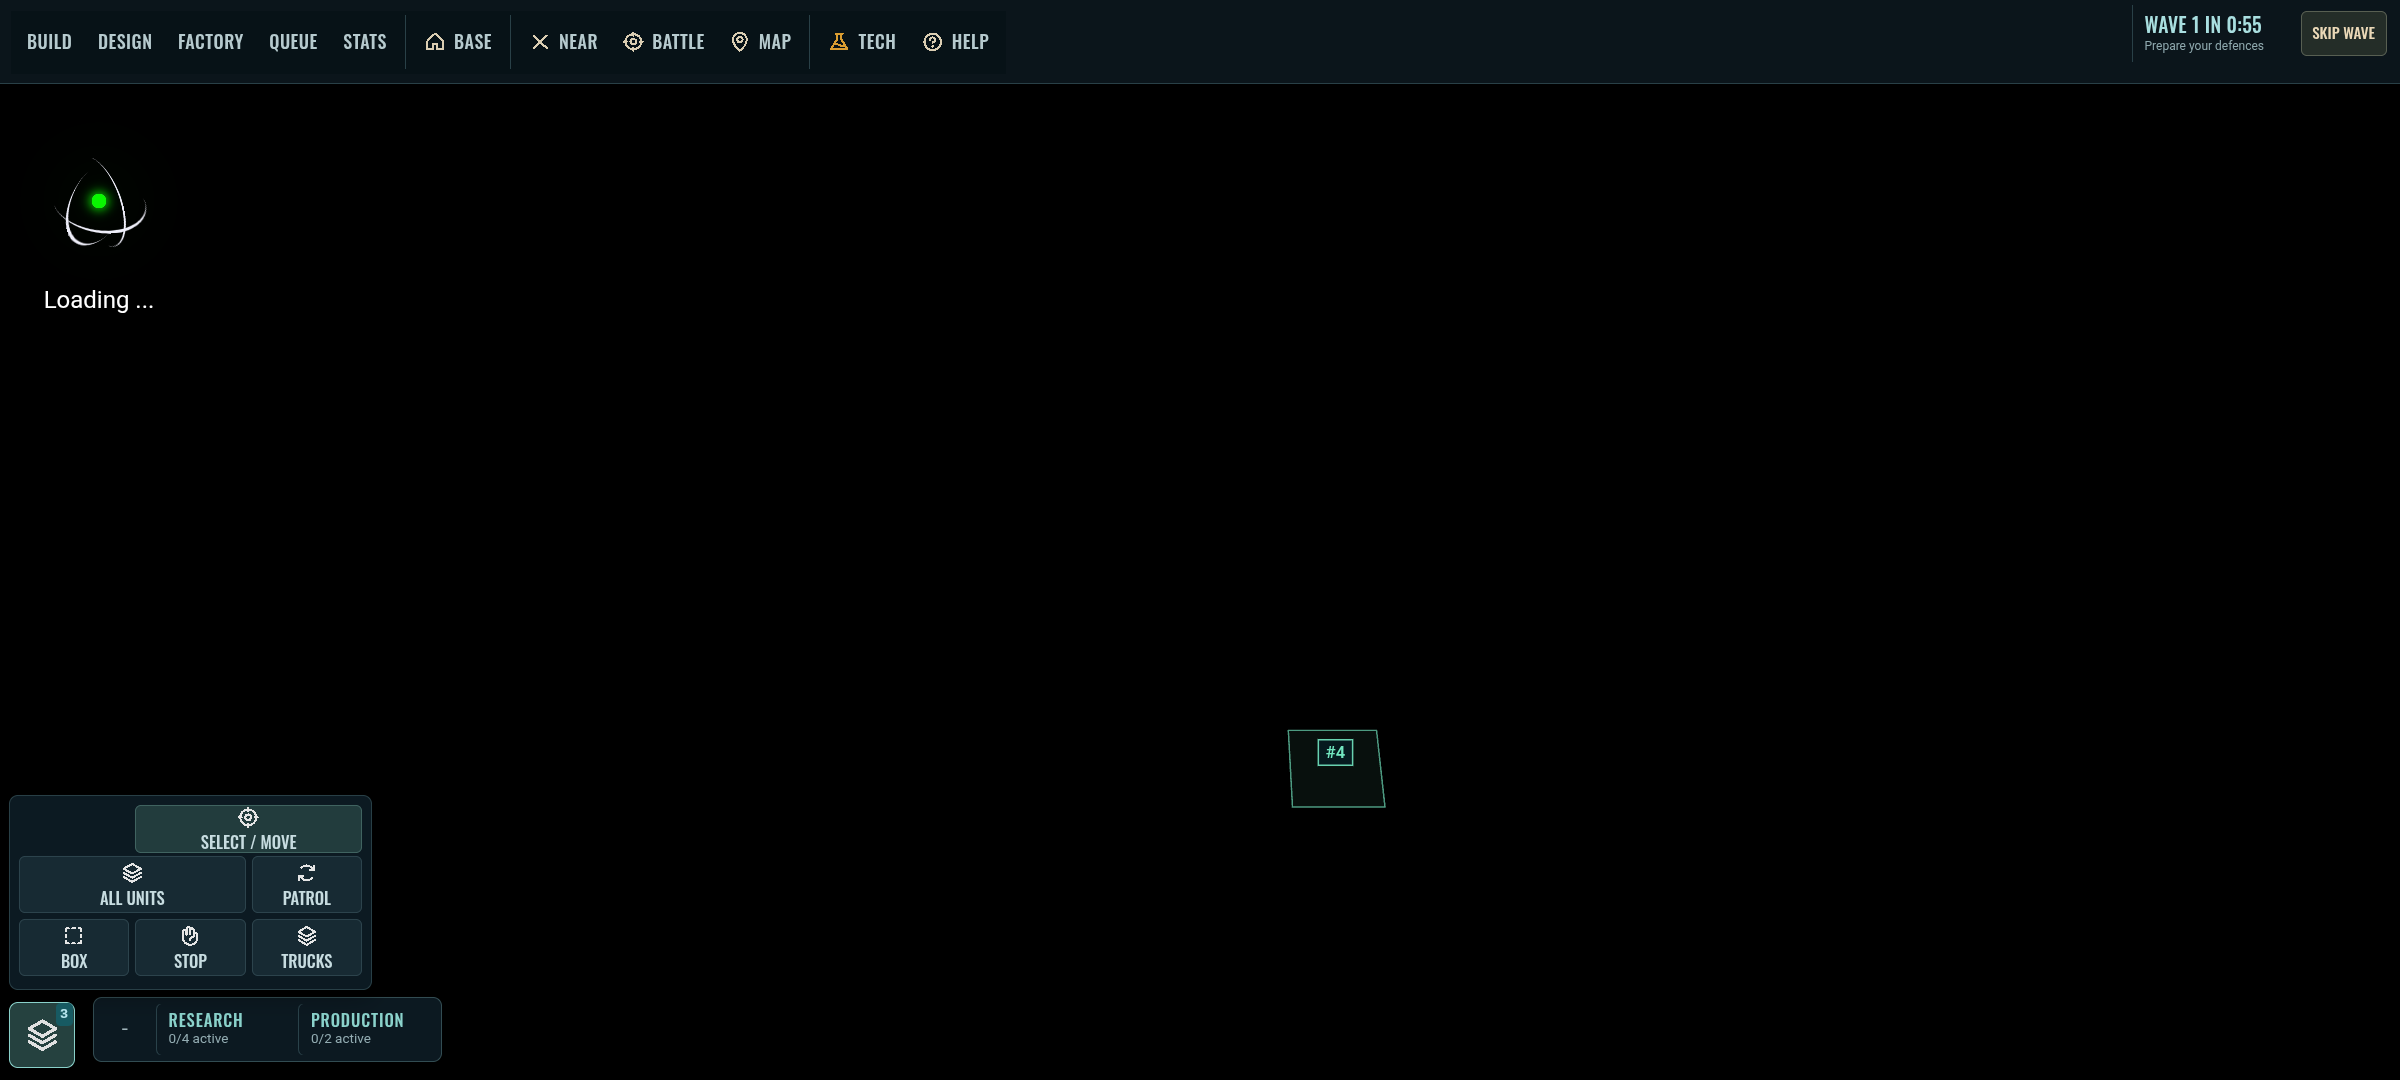 BUILD DESIGN FACTORY QUEUE STATS BASE NEAR BATTLE MAP TECH HELP
WAVE 1 IN 0:55
Prepare your defences
SKIP WAVE
Loading ...
#4
SELECT / MOVE
ALL UNITS PATROL
BOX STOP TRUCKS
3
-
RESEARCH
0/4 active
PRODUCTION
0/2 active